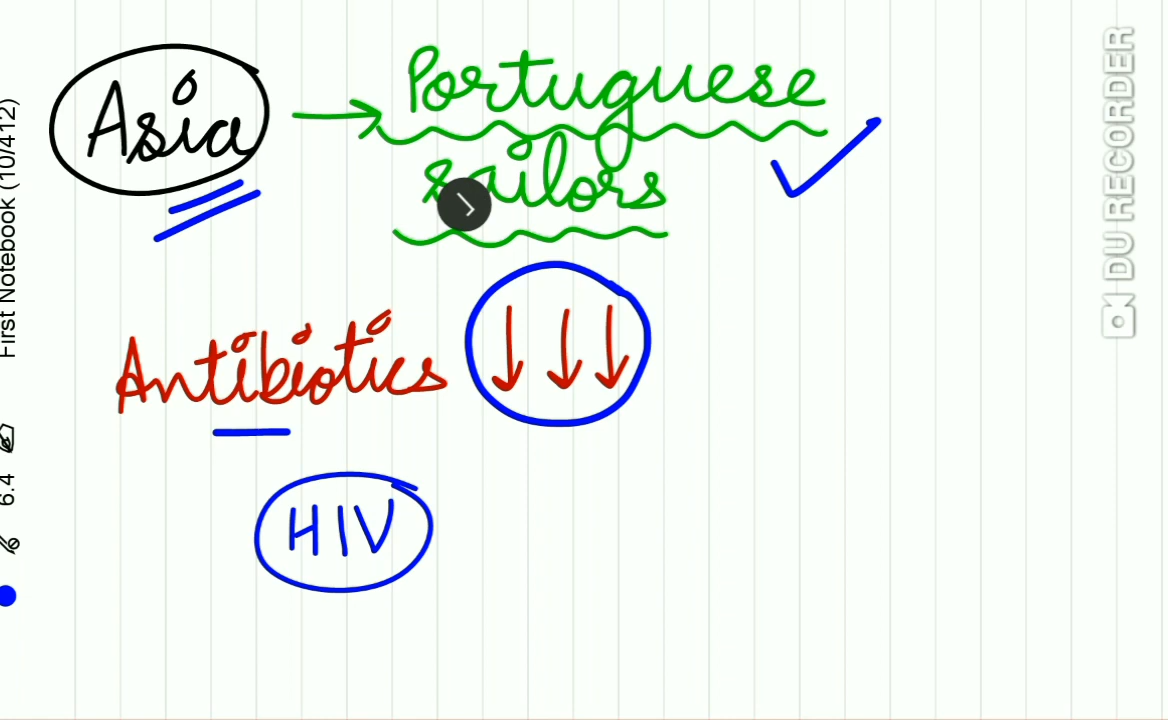 Asia → Portuguese
sailors
Antibiotics ↓↓↓
HIV
First Notebook (10/412)
6.4
DU RECORDER